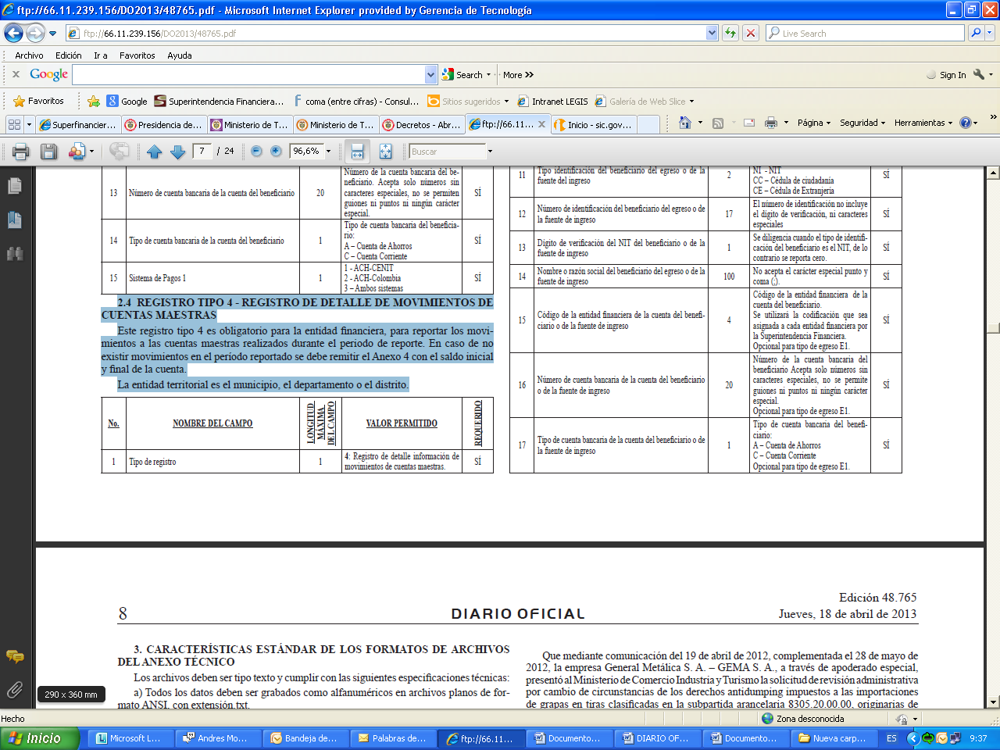 ftp://66.11.239.156/DO2013/48765.pdf - Microsoft Internet Explorer provided by Gerencia de Tecnología
ftp://66.11.239.156/DO2013/48765.pdf
Live Search
Archivo Edición Ir a Favoritos Ayuda
x Google Search More »
Sign In
Favoritos Google Superintendencia Financiera... coma (entre cifras) - Consul... Sitios sugeridos Intranet LEGIS Galería de Web Slice
Superfinancier... Presidencia de... Ministerio de T... Ministerio de T... Decretos - Abr... ftp://66.11.... Inicio - sic.gov... Página Seguridad Herramientas »
7 / 24 96,6% Buscar
13
Número de cuenta bancaria de la cuenta del beneficiario
20
Número de la cuenta bancaria del be-
neficiario. Acepta solo números sin
caracteres especiales, no se permiten
guiones ni puntos ni ningún carácter
especial.
SÍ
14
Tipo de cuenta bancaria de la cuenta del beneficiario
1
Tipo de cuenta bancaria del beneficia-
rio:
A – Cuenta de Ahorros
C – Cuenta Corriente
SÍ
15
Sistema de Pagos 1
1
1 - ACH-CENIT
2 - ACH-Colombia
3 – Ambos sistemas
SÍ
2.4 REGISTRO TIPO 4 - REGISTRO DE DETALLE DE MOVIMIENTOS DE
CUENTAS MAESTRAS
Este registro tipo 4 es obligatorio para la entidad financiera, para reportar los movi-
mientos a las cuentas maestras realizados durante el periodo de reporte. En caso de no
existir movimientos en el período reportado se debe remitir el Anexo 4 con el saldo inicial
y final de la cuenta.
La entidad territorial es el municipio, el departamento o el distrito.
No.
NOMBRE DEL CAMPO
LONGITUD
MÁXIMA
DEL CAMPO
VALOR PERMITIDO
REQUERIDO
1
Tipo de registro
1
4: Registro de detalle información de
movimientos de cuentas maestras.
SÍ
11
Tipo identificación del beneficiario del egreso o de la
fuente del ingreso
2
NI - NIT
CC – Cédula de ciudadanía
CE – Cédula de Extranjería
SÍ
12
Número de identificación del beneficiario del egreso o de
la fuente de ingreso
17
El número de identificación no incluye
el dígito de verificación, ni caracteres
especiales
SÍ
13
Dígito de verificación del NIT del beneficiario o de la
fuente de ingreso
1
Se diligencia cuando el tipo de identifi-
cación del beneficiario es el NIT, de lo
contrario se reporta cero.
SÍ
14
Nombre o razón social del beneficiario del egreso o de la
fuente de ingreso
100
No acepta el carácter especial punto y
coma (;).
SÍ
15
Código de la entidad financiera de la cuenta del benefi-
ciario o de la fuente de ingreso
4
Código de la entidad financiera de la
cuenta del beneficiario.
Se utilizará la codificación que sea
asignada a cada entidad financiera por
la Superintendencia Financiera.
Opcional para tipo de egreso E1.
SÍ
16
Número de cuenta bancaria de la cuenta del beneficiario
o de la fuente de ingreso
20
Número de la cuenta bancaria del
beneficiario Acepta solo números sin
caracteres especiales, no se permite
guiones ni puntos ni ningún carácter
especial.
Opcional para tipo de egreso E1.
SÍ
17
Tipo de cuenta bancaria de la cuenta del beneficiario o de
la fuente de ingreso
1
Tipo de cuenta bancaria del benefi-
ciario:
A – Cuenta de Ahorros
C – Cuenta Corriente
Opcional para tipo de egreso E1.
SÍ
8
DIARIO OFICIAL
Edición 48.765
Jueves, 18 de abril de 2013
3. CARACTERÍSTICAS ESTÁNDAR DE LOS FORMATOS DE ARCHIVOS
DEL ANEXO TÉCNICO
Los archivos deben ser tipo texto y cumplir con las siguientes especificaciones técnicas:
a) Todos los datos deben ser grabados como alfanuméricos en archivos planos de for-
mato ANSI, con extensión.txt.
Que mediante comunicación del 19 de abril de 2012, complementada el 28 de mayo de
2012, la empresa General Metálica S. A. – GEMA S. A., a través de apoderado especial,
presentó al Ministerio de Comercio Industria y Turismo la solicitud de revisión administrativa
por cambio de circunstancias de los derechos antidumping impuestos a las importaciones
de grapas en tiras clasificadas en la subpartida arancelaria 8305.20.00.00, originarias de
290 x 360 mm
Hecho
Zona desconocida
Inicio Microsoft L... Andres Mo... Bandeja de... Palabras de... ftp://66.11.... Documento... DIARIO OF... Documento... Nueva carp... ES 9:37